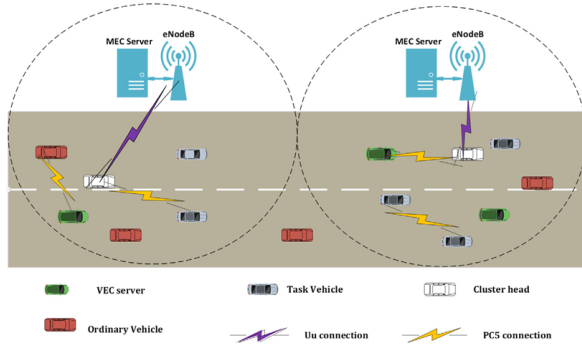 eNodeB
MEC Server
eNodeB
MEC Server
VEC server
Task Vehicle
Cluster head
Ordinary Vehicle
Uu connection
PC5 connection